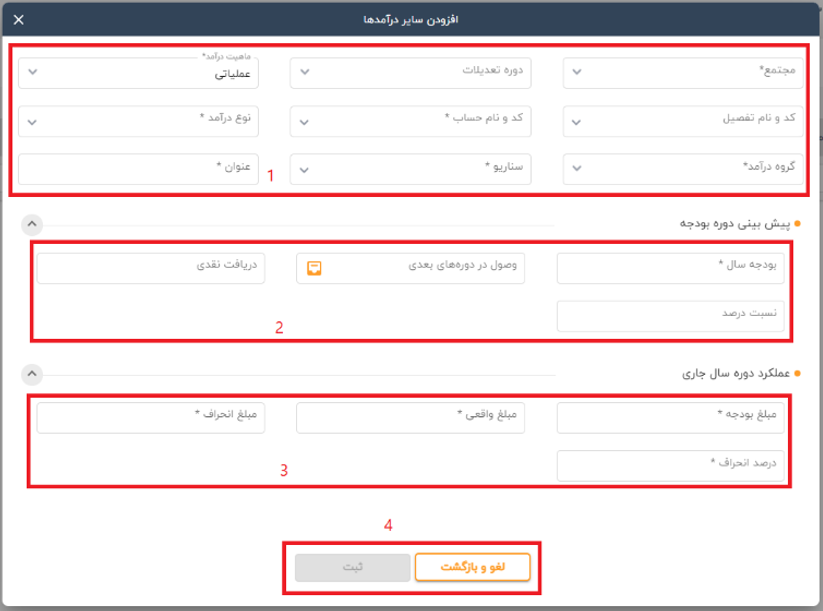 افزودن سایر درآمدها
ماهیت درآمد*
مجتمع* دوره تعدیلات عملیاتی
کد و نام تفصیل کد و نام حساب * نوع درآمد *
گروه درآمد* سناریو * عنوان *
1
پیش بینی دوره بودجه
بودجه سال * وصول در دوره‌های بعدی دریافت نقدی
نسبت درصد
2
عملکرد دوره سال جاری
مبلغ بودجه * مبلغ واقعی * مبلغ انحراف *
درصد انحراف *
3
4
لغو و بازگشت ثبت